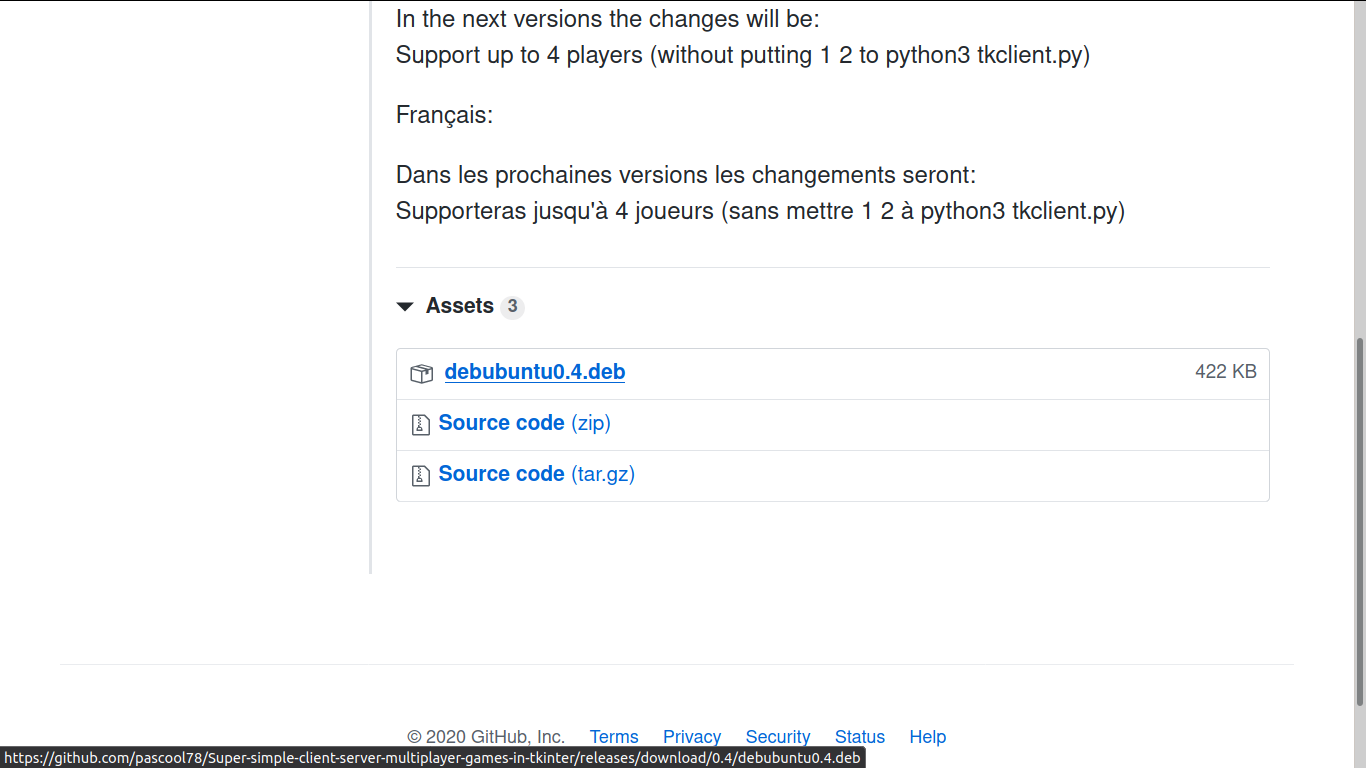 In the next versions the changes will be:
Support up to 4 players (without putting 1 2 to python3 tkclient.py)
Français:
Dans les prochaines versions les changements seront:
Supporteras jusqu'à 4 joueurs (sans mettre 1 2 à python3 tkclient.py)
Assets 3
debubuntu0.4.deb 422 KB
Source code (zip)
Source code (tar.gz)
© 2020 GitHub, Inc. Terms Privacy Security Status Help
https://github.com/pascool78/Super-simple-client-server-multiplayer-games-in-tkinter/releases/download/0.4/debubuntu0.4.deb